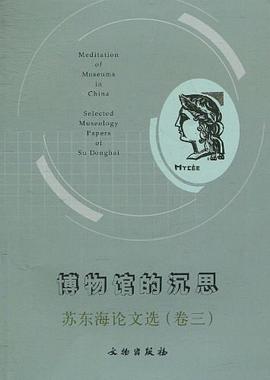 Meditation
of
Museums
in
China
Selected
Museology
Papers
of
Su Donghai
МУСЕЕ
博物馆的沉思
苏东海论文选(卷三)
文物出版社